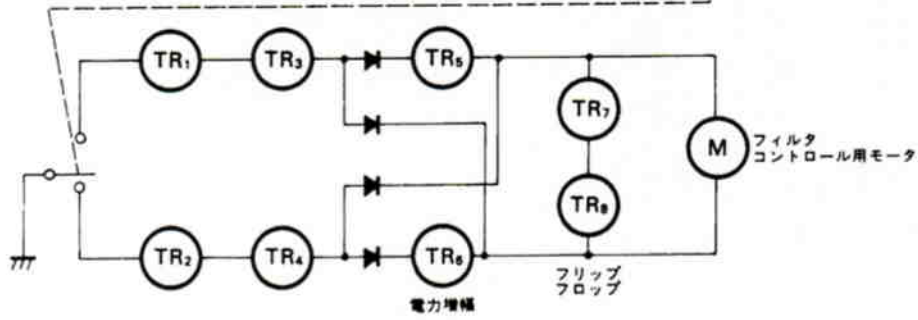 TR₁
TR₃
TR₅
TR₇
M
フィルタ
コントロール用モータ
TR₈
TR₂
TR₄
TR₆
電力増幅
フリップ
フロップ